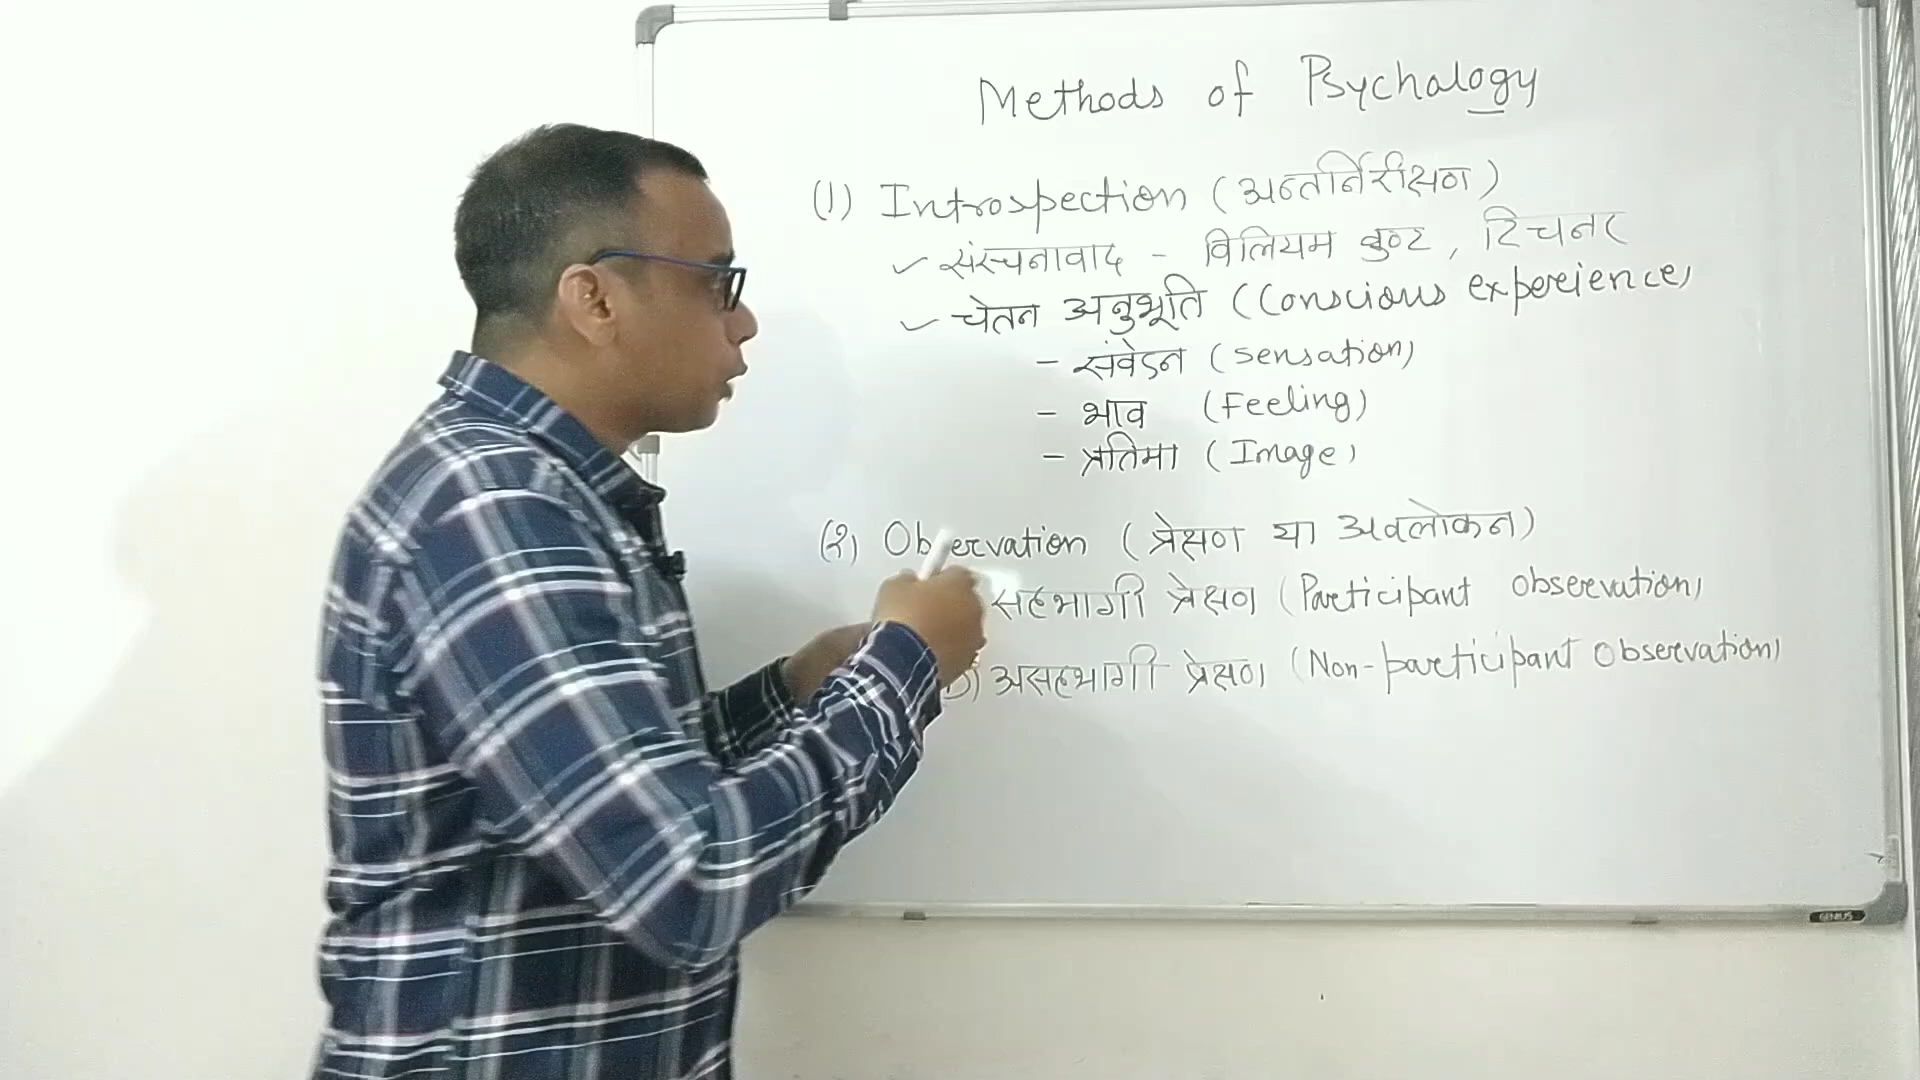 Methods of Psychology
(1) Introspection (अन्तर्निरीक्षण)
✓ संरचनावाद - विलियम वुण्ट, टिचनर
✓ चेतन अनुभूति (Conscious experience)
- संवेदन (Sensation)
- भाव (Feeling)
- प्रतिमा (Image)
(2) Observation (प्रेक्षण या अवलोकन)
सहभागी प्रेक्षण (Participant Observation)
b) असहभागी प्रेक्षण (Non-participant Observation)
GENIUS